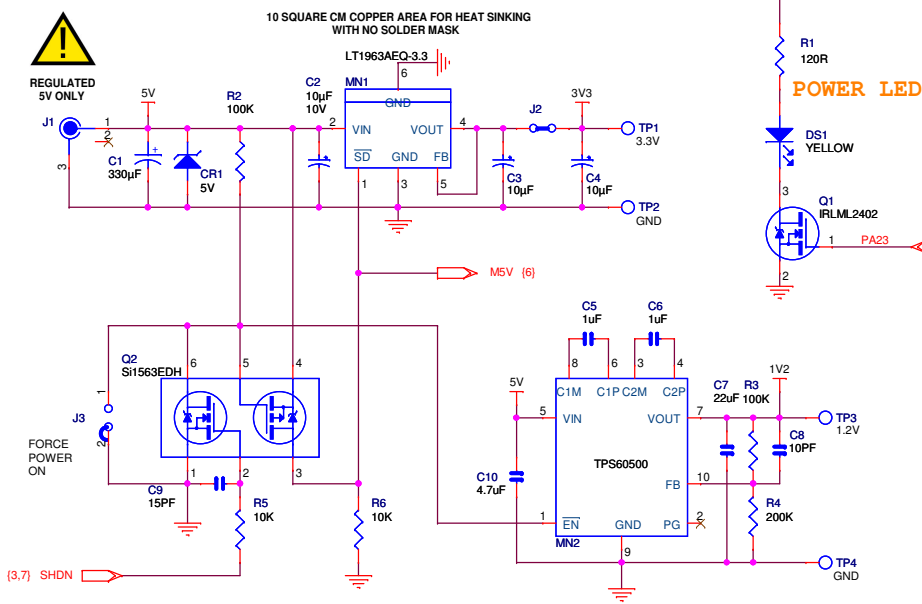 10 SQUARE CM COPPER AREA FOR HEAT SINKING
WITH NO SOLDER MASK
REGULATED
5V ONLY
J1
1
2
3
5V
C1
330µF
CR1
5V
R2
100K
C2
10µF
10V
LT1963AEQ-3.3
MN1
6
GND
2
VIN
VOUT
4
SD
GND
FB
1
3
5
C3
10µF
J2
3V3
C4
10µF
TP1
3.3V
TP2
GND
R1
120R
POWER LED
DS1
YELLOW
3
Q1
IRLML2402
1
PA23
2
M5V {6}
Q2
Si1563EDH
6
5
4
1
2
3
J3
1
2
FORCE
POWER
ON
C9
15PF
R5
10K
R6
10K
{3,7} SHDN
C5
1uF
C6
1uF
8
6
3
4
C1M
C1P
C2M
C2P
5V
5
VIN
VOUT
7
C10
4.7uF
TPS60500
FB
10
1
EN
GND
PG
2
MN2
9
C7
22uF
R3
100K
1V2
C8
10PF
TP3
1.2V
R4
200K
TP4
GND